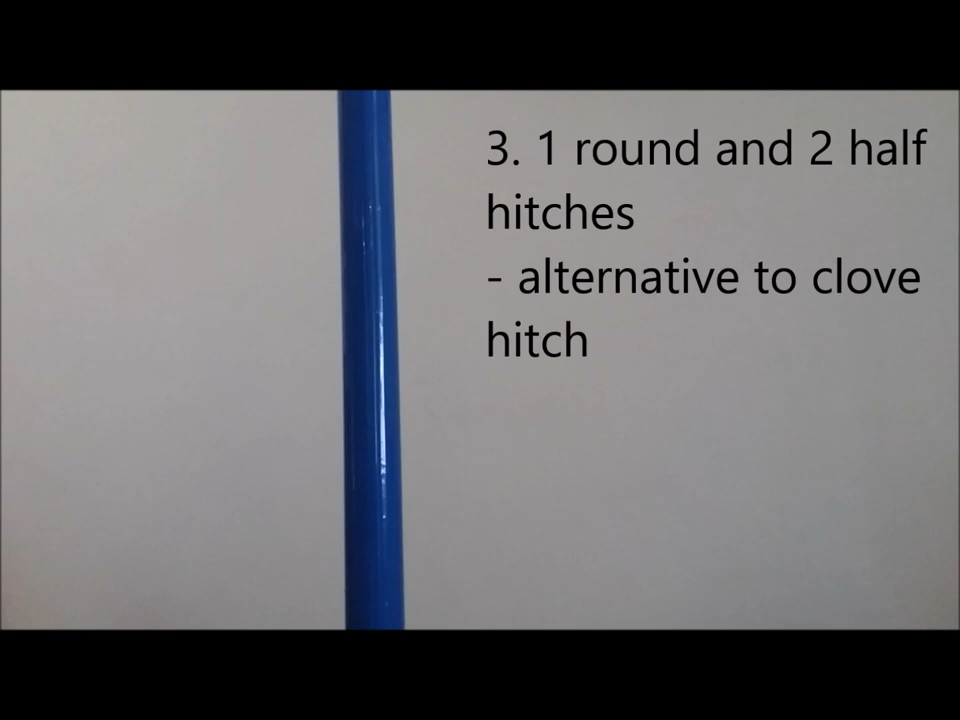 3. 1 round and 2 half
hitches
- alternative to clove
hitch